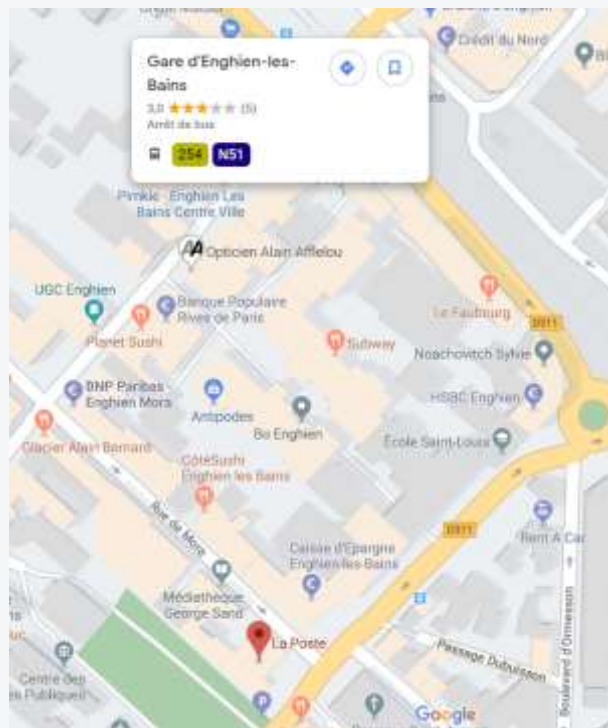 Crédit du Nord
Gare d'Enghien-les-
Bains
3,0
(5)
Arrêt de bus
254
N51
Pimkie - Enghien Les
Bains Centre Ville
Opticien Alain Afflelou
UGC Enghien
Banque Populaire
Rives de Paris
Le Faubourg
Planet Sushi
Subway
D311
Noachovitch Sylvie
BNP Paribas -
Enghien Mora
HSBC Enghien
Antipodes
Bo Enghien
École Saint-Louis
Glacier Alain Bernard
CôtéSushi
Enghien les Bains
Rue de Mora
D311
Rent A Car
Caisse d'Epargne
Enghien-les-Bains
Médiathèque
George Sand
La Poste
Passage Dubuisson
Boulevard d'Ormesson
Centre des
es Publiques
Google